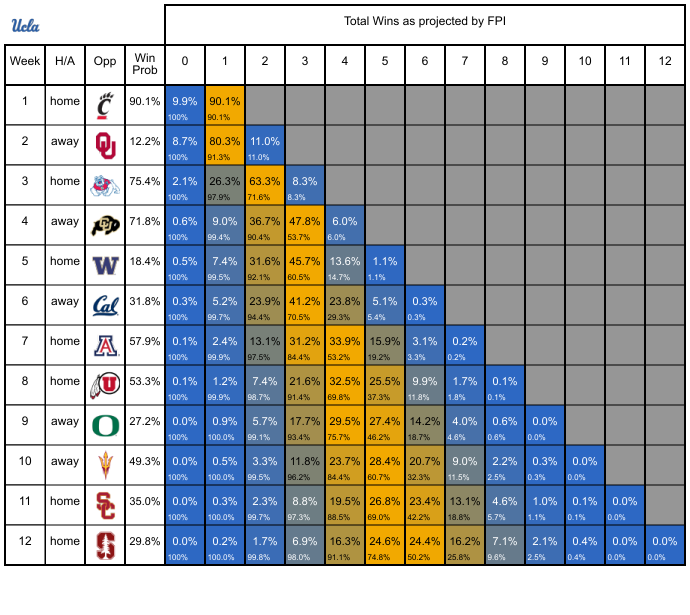 Ucla
Total Wins as projected by FPI
Week H/A Opp Win Prob 0 1 2 3 4 5 6 7 8 9 10 11 12
1 home C 90.1% 9.9% 90.1%
100% 90.1%
2 away OU 12.2% 8.7% 80.3% 11.0%
100% 91.3% 11.0%
3 home 75.4% 2.1% 26.3% 63.3% 8.3%
100% 97.9% 71.6% 8.3%
4 away CU 71.8% 0.6% 9.0% 36.7% 47.8% 6.0%
100% 99.4% 90.4% 53.7% 6.0%
5 home W 18.4% 0.5% 7.4% 31.6% 45.7% 13.6% 1.1%
100% 99.5% 92.1% 60.5% 14.7% 1.1%
6 away Cal 31.8% 0.3% 5.2% 23.9% 41.2% 23.8% 5.1% 0.3%
100% 99.7% 94.4% 70.5% 29.3% 5.4% 0.3%
7 home A 57.9% 0.1% 2.4% 13.1% 31.2% 33.9% 15.9% 3.1% 0.2%
100% 99.9% 97.5% 84.4% 53.2% 19.2% 3.3% 0.2%
8 home U 53.3% 0.1% 1.2% 7.4% 21.6% 32.5% 25.5% 9.9% 1.7% 0.1%
100% 99.9% 98.7% 91.4% 69.8% 37.3% 11.8% 1.8% 0.1%
9 away O 27.2% 0.0% 0.9% 5.7% 17.7% 29.5% 27.4% 14.2% 4.0% 0.6% 0.0%
100% 100.0% 99.1% 93.4% 75.7% 46.2% 18.7% 4.6% 0.6% 0.0%
10 away 49.3% 0.0% 0.5% 3.3% 11.8% 23.7% 28.4% 20.7% 9.0% 2.2% 0.3% 0.0%
100% 100.0% 99.5% 96.2% 84.4% 60.7% 32.3% 11.5% 2.5% 0.3% 0.0%
11 home SC 35.0% 0.0% 0.3% 2.3% 8.8% 19.5% 26.8% 23.4% 13.1% 4.6% 1.0% 0.1% 0.0%
100% 100.0% 99.7% 97.3% 88.5% 69.0% 42.2% 18.8% 5.7% 1.1% 0.1% 0.0%
12 home S 29.8% 0.0% 0.2% 1.7% 6.9% 16.3% 24.6% 24.4% 16.2% 7.1% 2.1% 0.4% 0.0% 0.0%
100% 100.0% 99.8% 98.0% 91.1% 74.8% 50.2% 25.8% 9.6% 2.5% 0.4% 0.0% 0.0%